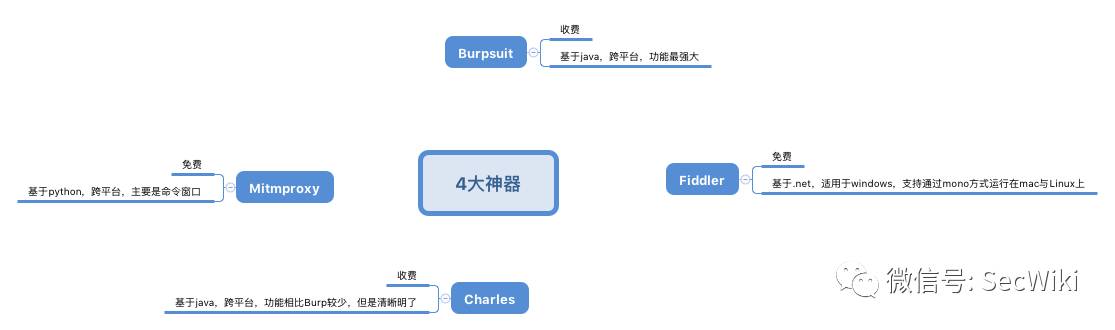 收费
Burpsuit
基于java，跨平台，功能最强大
免费
基于python，跨平台，主要是命令窗口
Mitmproxy
4大神器
免费
Fiddler
基于.net，适用于windows，支持通过mono方式运行在mac与Linux上
收费
基于java，跨平台，功能相比Burp较少，但是清晰明了
Charles
微信号: SecWiki